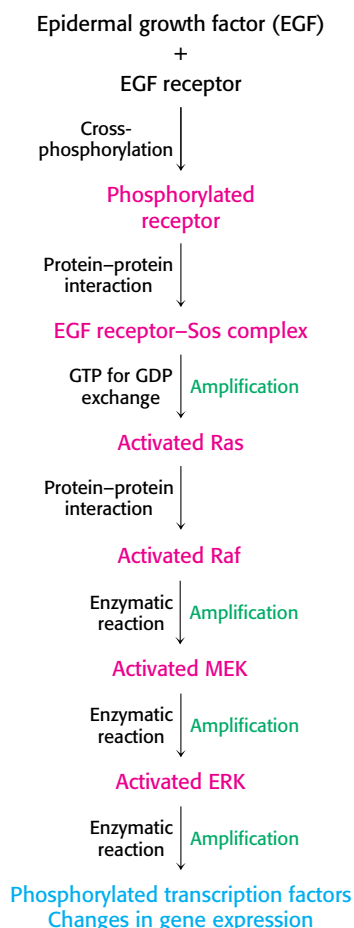 Epidermal growth factor (EGF)
+
EGF receptor
Cross-
phosphorylation
Phosphorylated
receptor
Protein–protein
interaction
EGF receptor–Sos complex
GTP for GDP
exchange
Amplification
Activated Ras
Protein–protein
interaction
Activated Raf
Enzymatic
reaction
Amplification
Activated MEK
Enzymatic
reaction
Amplification
Activated ERK
Enzymatic
reaction
Amplification
Phosphorylated transcription factors
Changes in gene expression